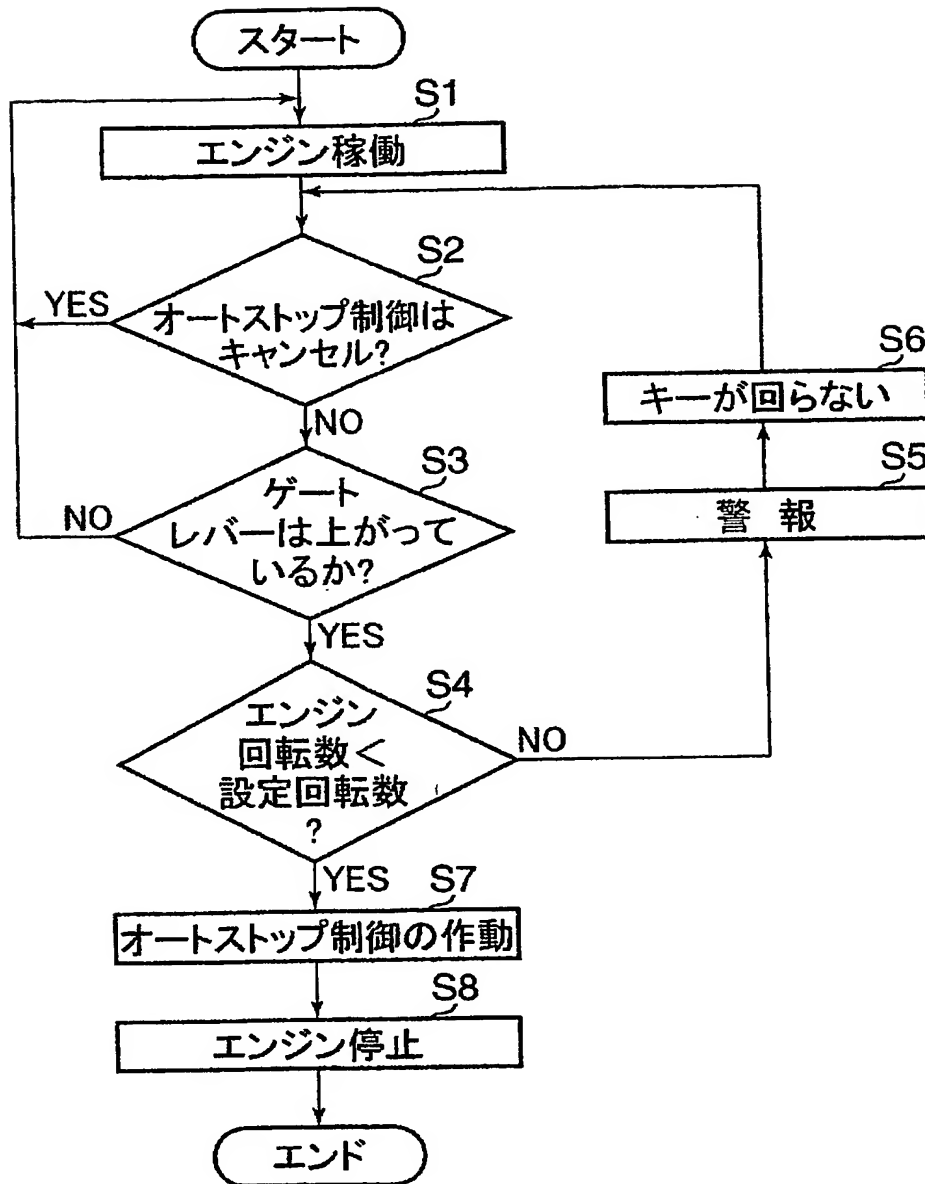 スタート
S1
エンジン稼働
S2
YES
オートストップ制御は
キャンセル?
NO
S3
NO
ゲート
レバーは上がって
いるか?
YES
S4
エンジン
回転数<
設定回転数
?
NO
S6
キーが回らない
S5
警報
YES
S7
オートストップ制御の作動
S8
エンジン停止
エンド